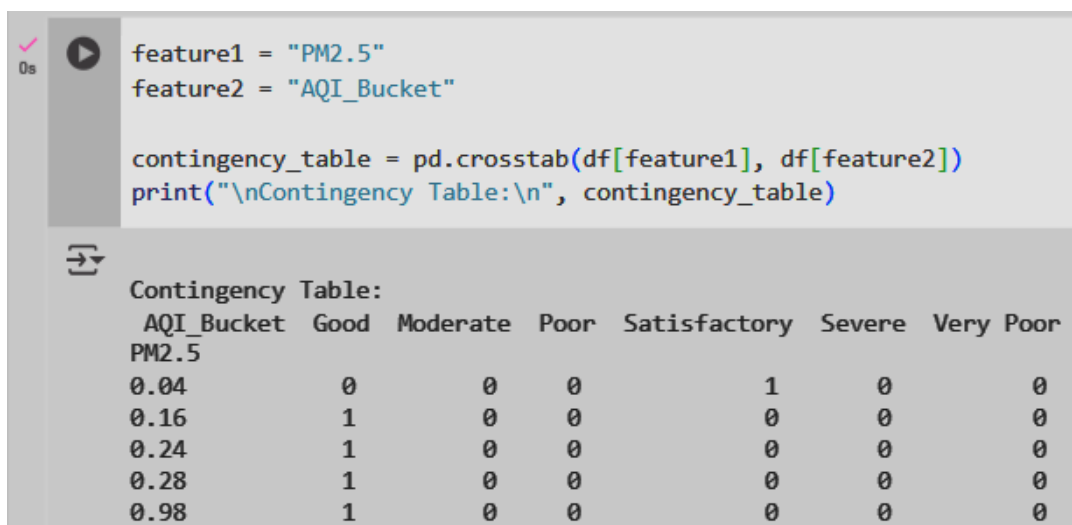 0s
feature1 = "PM2.5"
feature2 = "AQI_Bucket"
contingency_table = pd.crosstab(df[feature1], df[feature2])
print("\nContingency Table:\n", contingency_table)
Contingency Table:
AQI_Bucket Good Moderate Poor Satisfactory Severe Very Poor
PM2.5
0.04 0 0 0 1 0 0
0.16 1 0 0 0 0 0
0.24 1 0 0 0 0 0
0.28 1 0 0 0 0 0
0.98 1 0 0 0 0 0